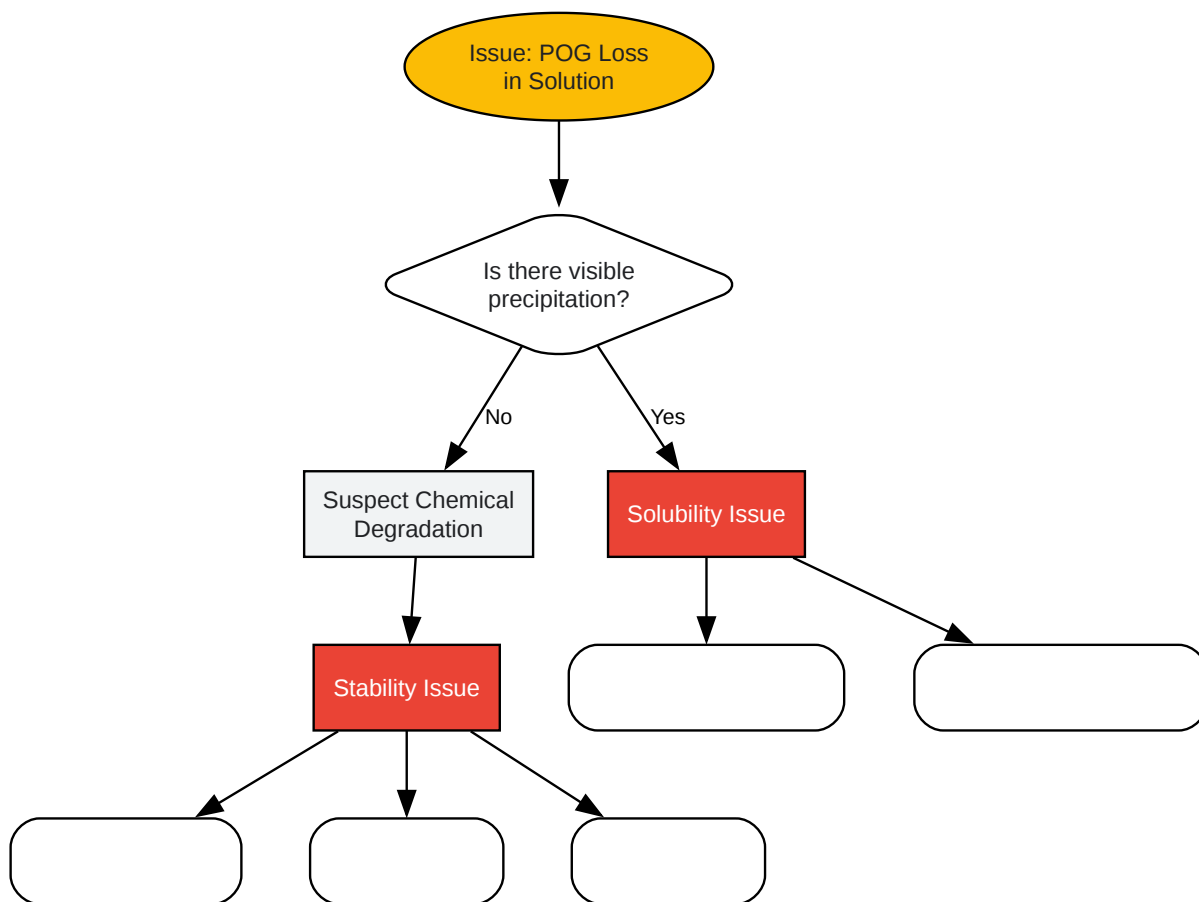 Issue: POG Loss
in Solution
Is there visible
precipitation?
No
Yes
Suspect Chemical
Degradation
Solubility Issue
Stability Issue